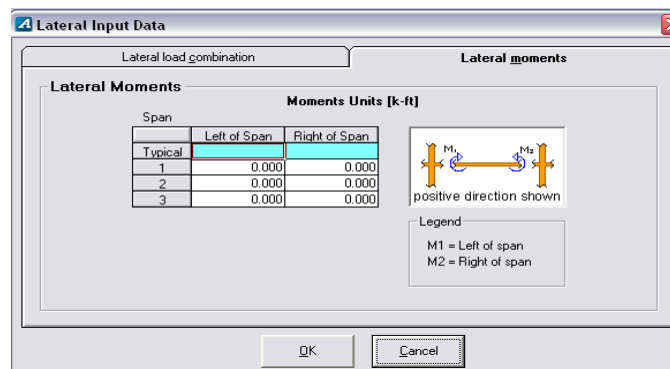 Lateral Input Data
Lateral load combination
Lateral moments
Lateral Moments
Moments Units [k-ft]
Span
Left of Span Right of Span
Typical
1 0.000 0.000
2 0.000 0.000
3 0.000 0.000
M₁ M₂
positive direction shown
Legend
M1 = Left of span
M2 = Right of span
OK Cancel